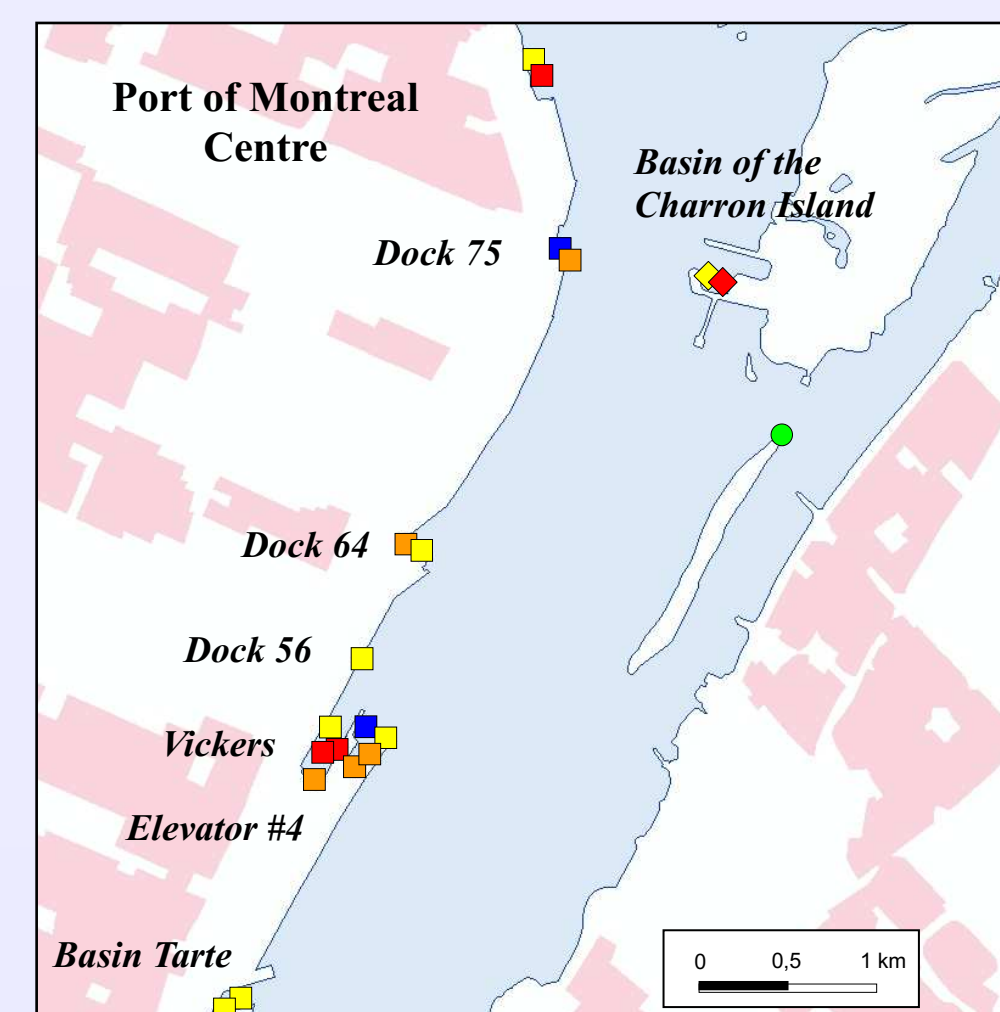 Port of Montreal
Centre
Basin of the
Charron Island
Dock 75
Dock 64
Dock 56
Vickers
Elevator #4
Basin Tarte
0 0,5 1 km